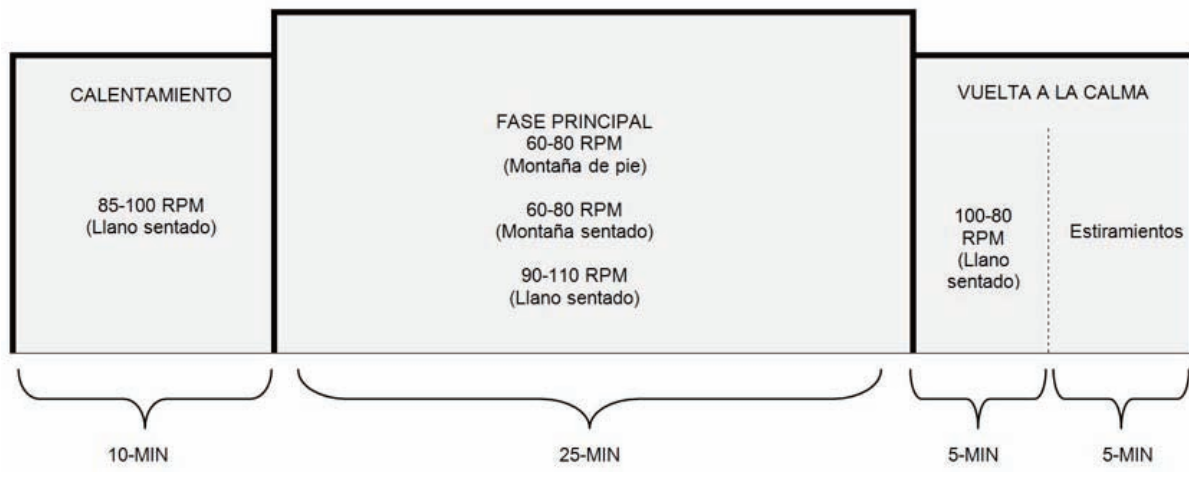 CALENTAMIENTO
85-100 RPM
(Llano sentado)
FASE PRINCIPAL
60-80 RPM
(Montaña de pie)
60-80 RPM
(Montaña sentado)
90-110 RPM
(Llano sentado)
VUELTA A LA CALMA
100-80
RPM
(Llano
sentado)
Estiramientos
10-MIN
25-MIN
5-MIN
5-MIN